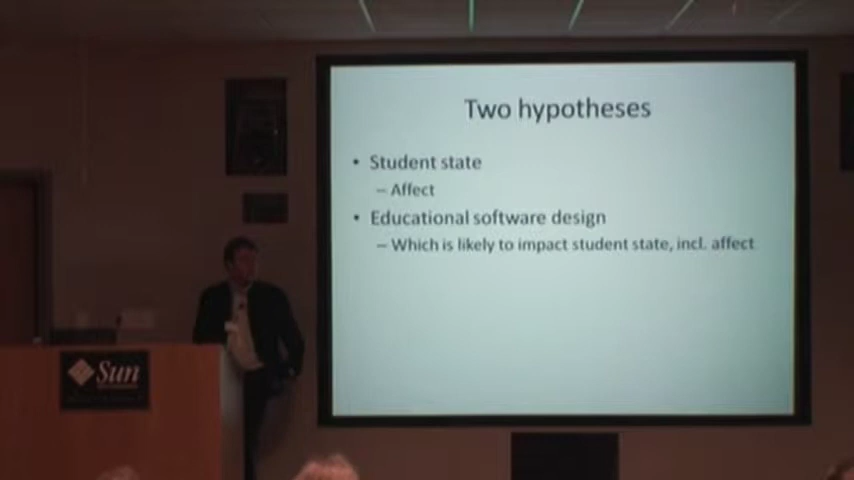 Two hypotheses
• Student state
– Affect
• Educational software design
– Which is likely to impact student state, incl. affect
Sun